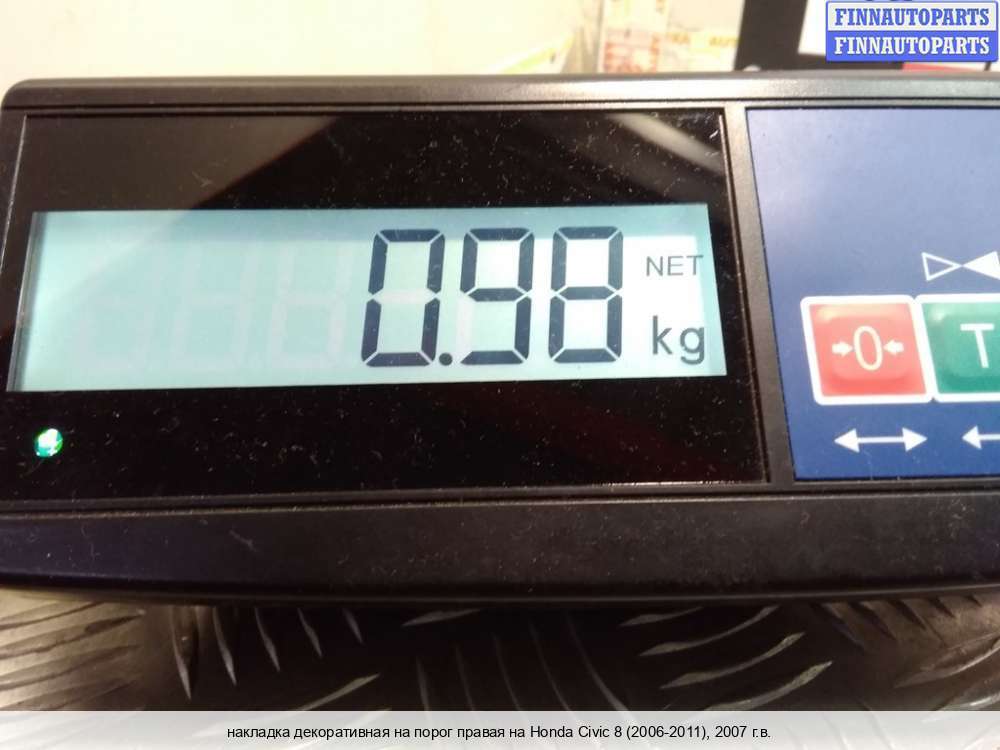 FINNAUTOPARTS
FINNAUTOPARTS
0.98
NET
kg
0
T
накладка декоративная на порог правая на Honda Civic 8 (2006-2011), 2007 г.в.